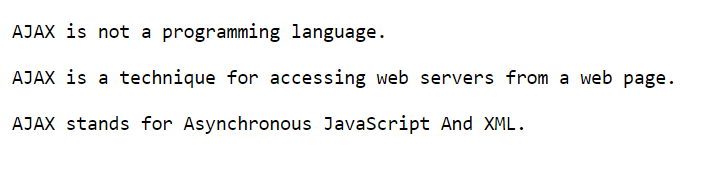 AJAX is not a programming language.
AJAX is a technique for accessing web servers from a web page.
AJAX stands for Asynchronous JavaScript And XML.